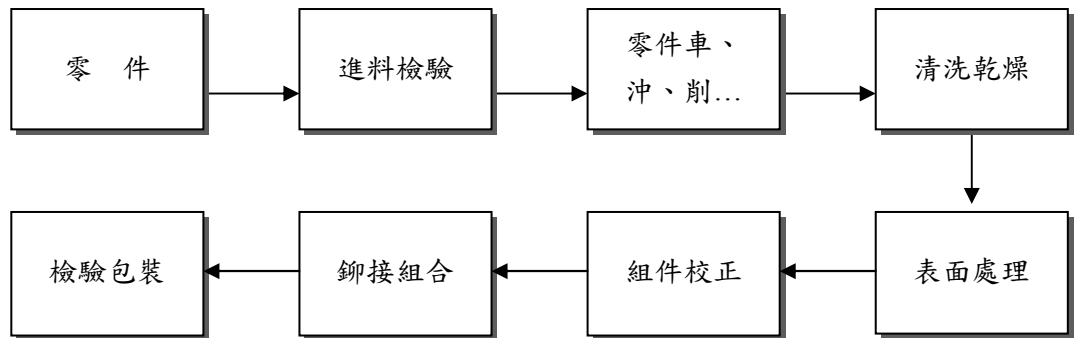 零 件
進料檢驗
零件車、
沖、削…
清洗乾燥
表面處理
組件校正
鉚接組合
檢驗包裝